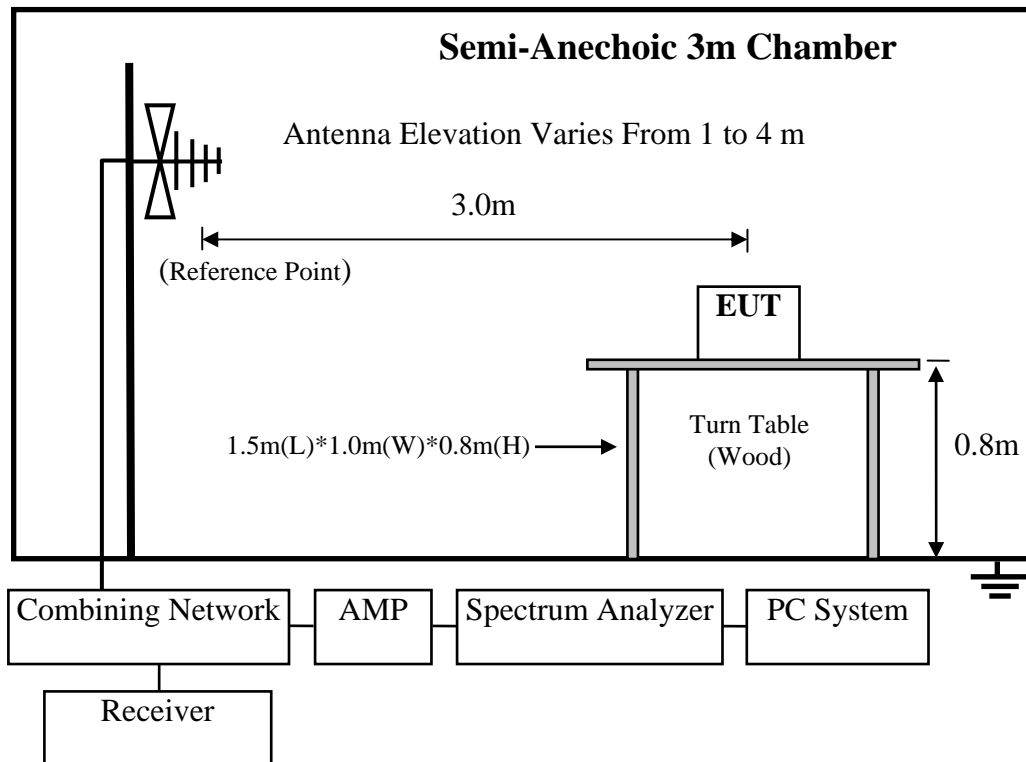 Semi-Anechoic 3m Chamber
Antenna Elevation Varies From 1 to 4 m
3.0m
(Reference Point)
EUT
1.5m(L)*1.0m(W)*0.8m(H)
Turn Table
(Wood)
0.8m
Combining Network
AMP
Spectrum Analyzer
PC System
Receiver